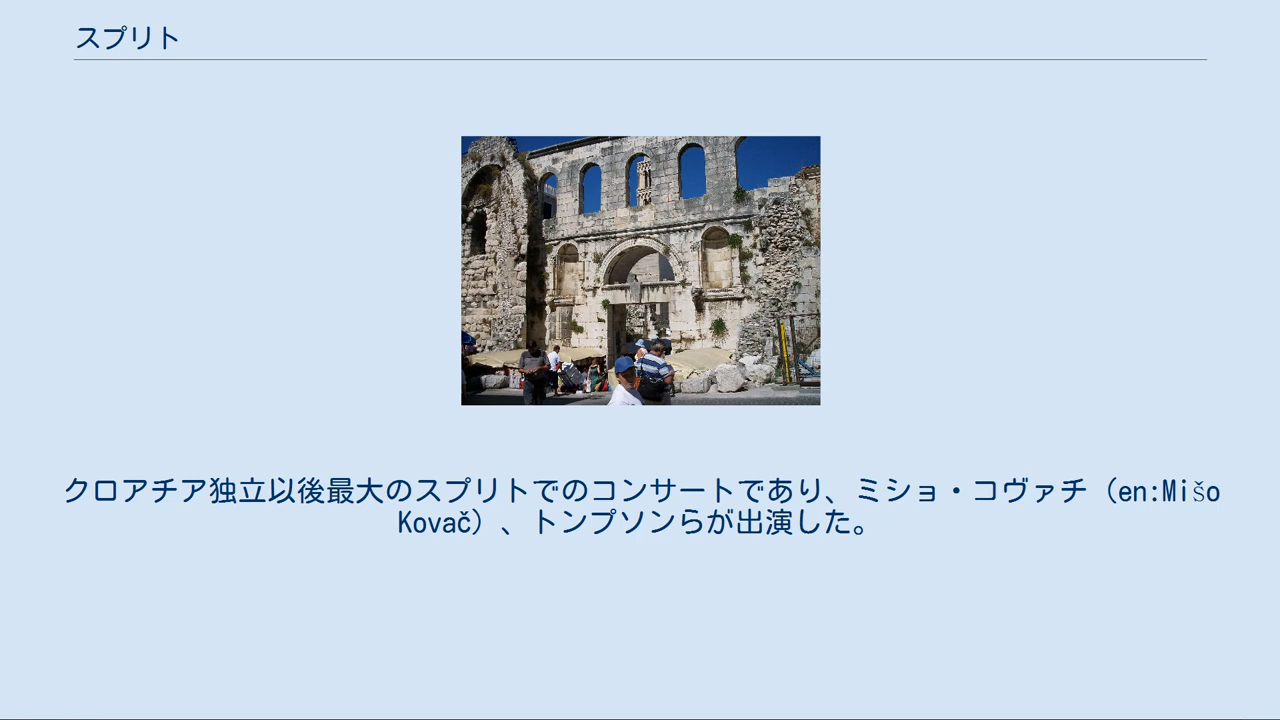 スプリト
クロアチア独立以後最大のスプリトでのコンサートであり、ミショ・コヴァチ（en:Mišo
Kovač）、トンプソンらが出演した。